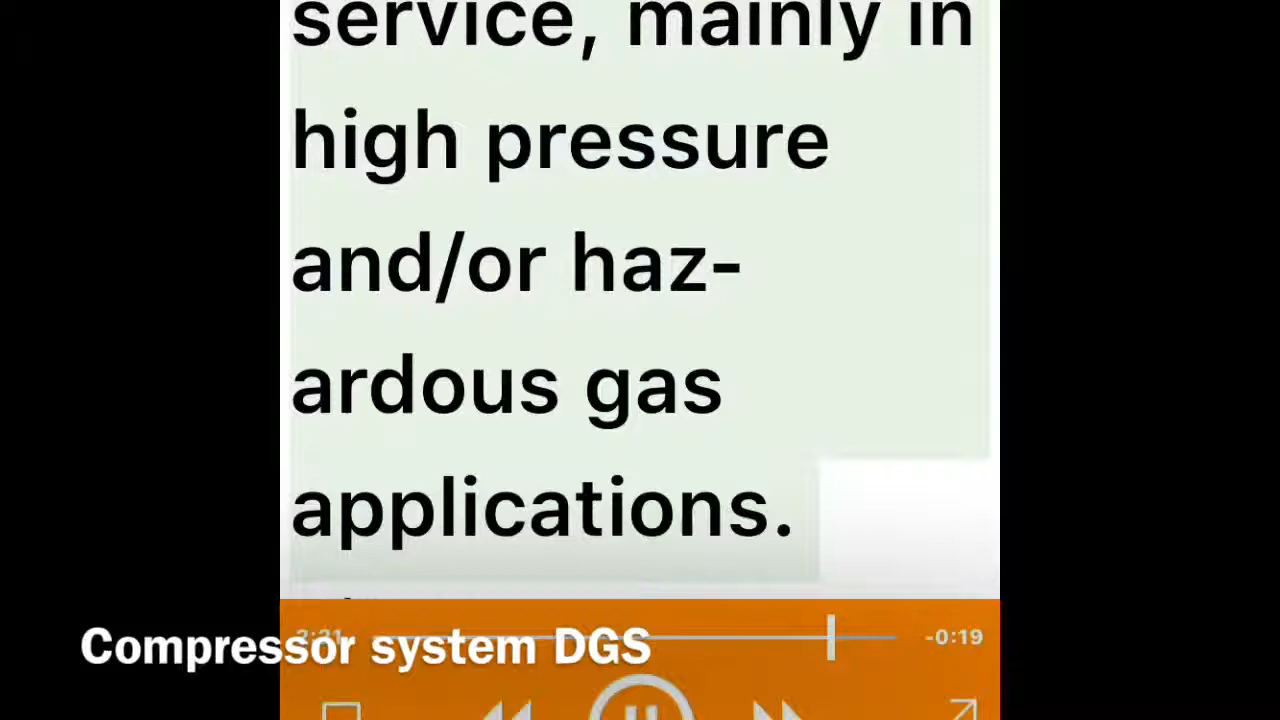 service, mainly in
high pressure
and/or haz-
ardous gas
applications.
Compressor system DGS
-0:19